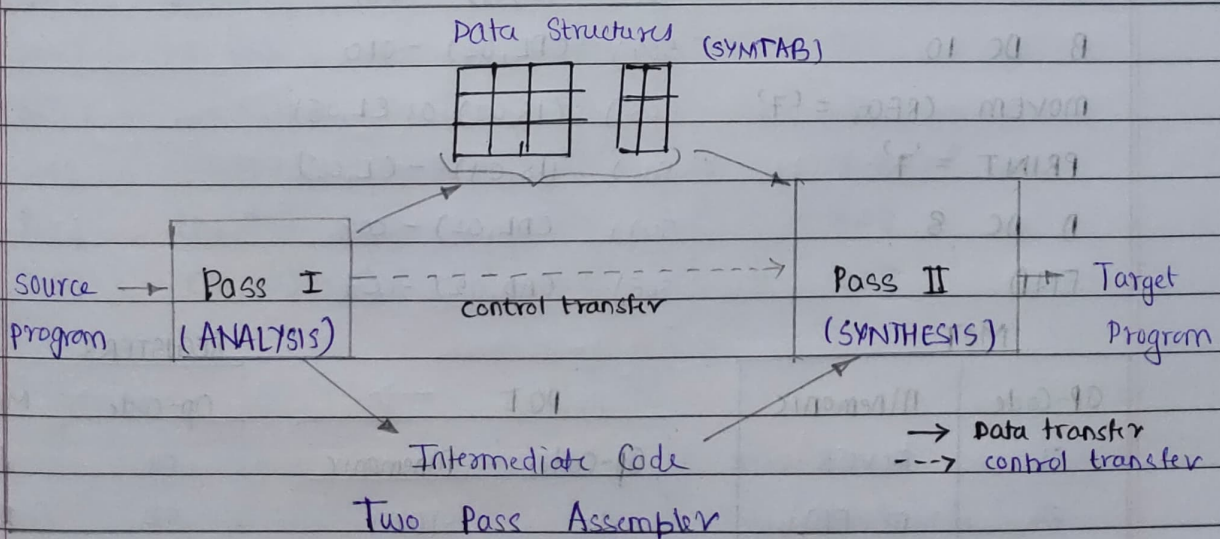 Data Structures (SYMTAB)
source program
Pass I
(ANALYSIS)
control transfer
Pass II
(SYNTHESIS)
Target
Program
Intermediate Code
→ Data transfer
---> control transfer
Two Pass Assempler